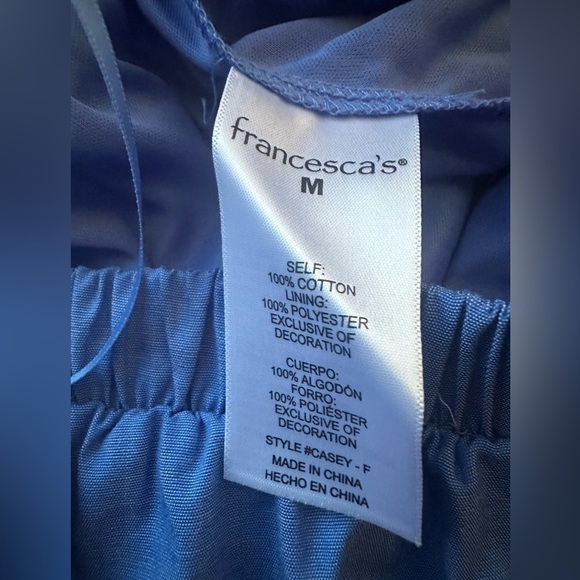 francesca's®
M
SELF:
100% COTTON
LINING:
100% POLYESTER
EXCLUSIVE OF
DECORATION
CUERPO:
100% ALGODÓN
FORRO:
100% POLIÉSTER
EXCLUSIVE OF
DECORATION
STYLE #CASEY - F
MADE IN CHINA
HECHO EN CHINA